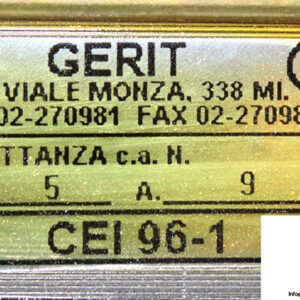 GERIT
VIALE MONZA, 338 MI.
02-270981 FAX 02-27098
TTANZA c.a. N.
5 A. 9
CEI 96-1